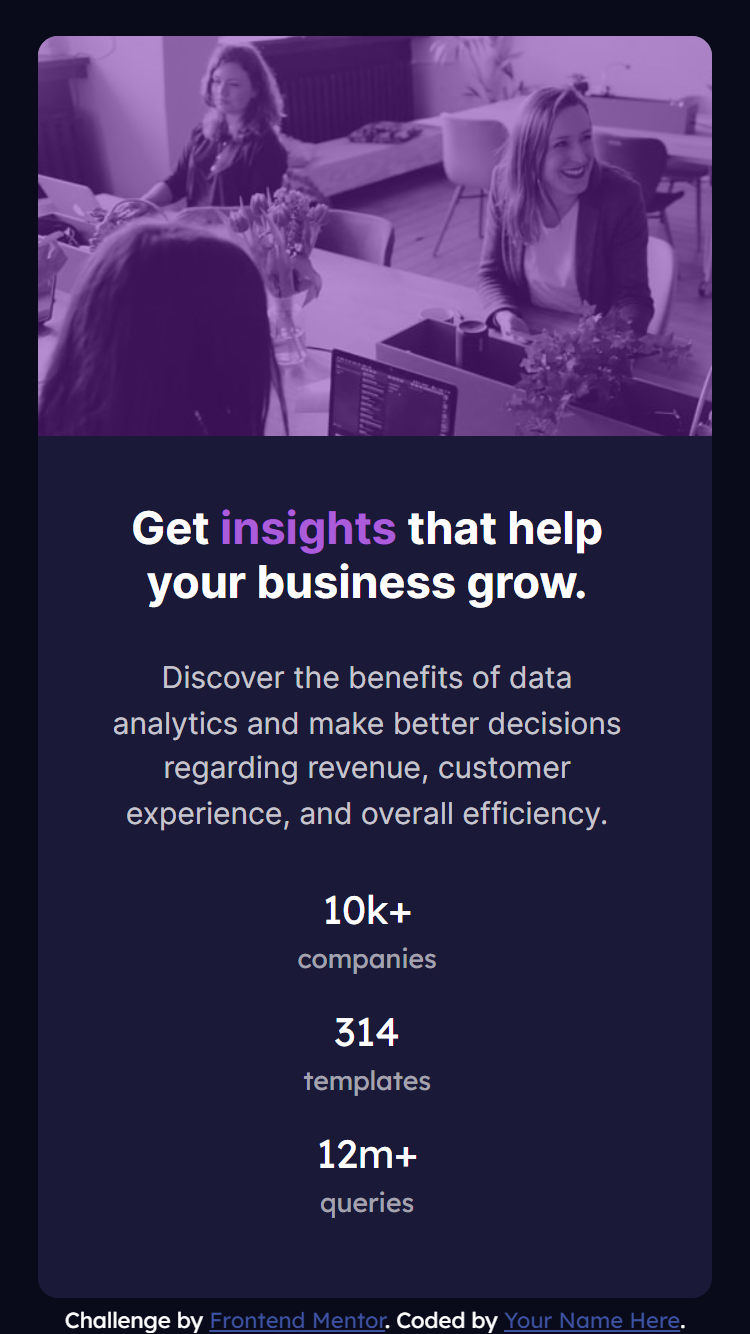 Get insights that help
your business grow.
Discover the benefits of data
analytics and make better decisions
regarding revenue, customer
experience, and overall efficiency.
10k+
companies
314
templates
12m+
queries
Challenge by Frontend Mentor. Coded by Your Name Here.